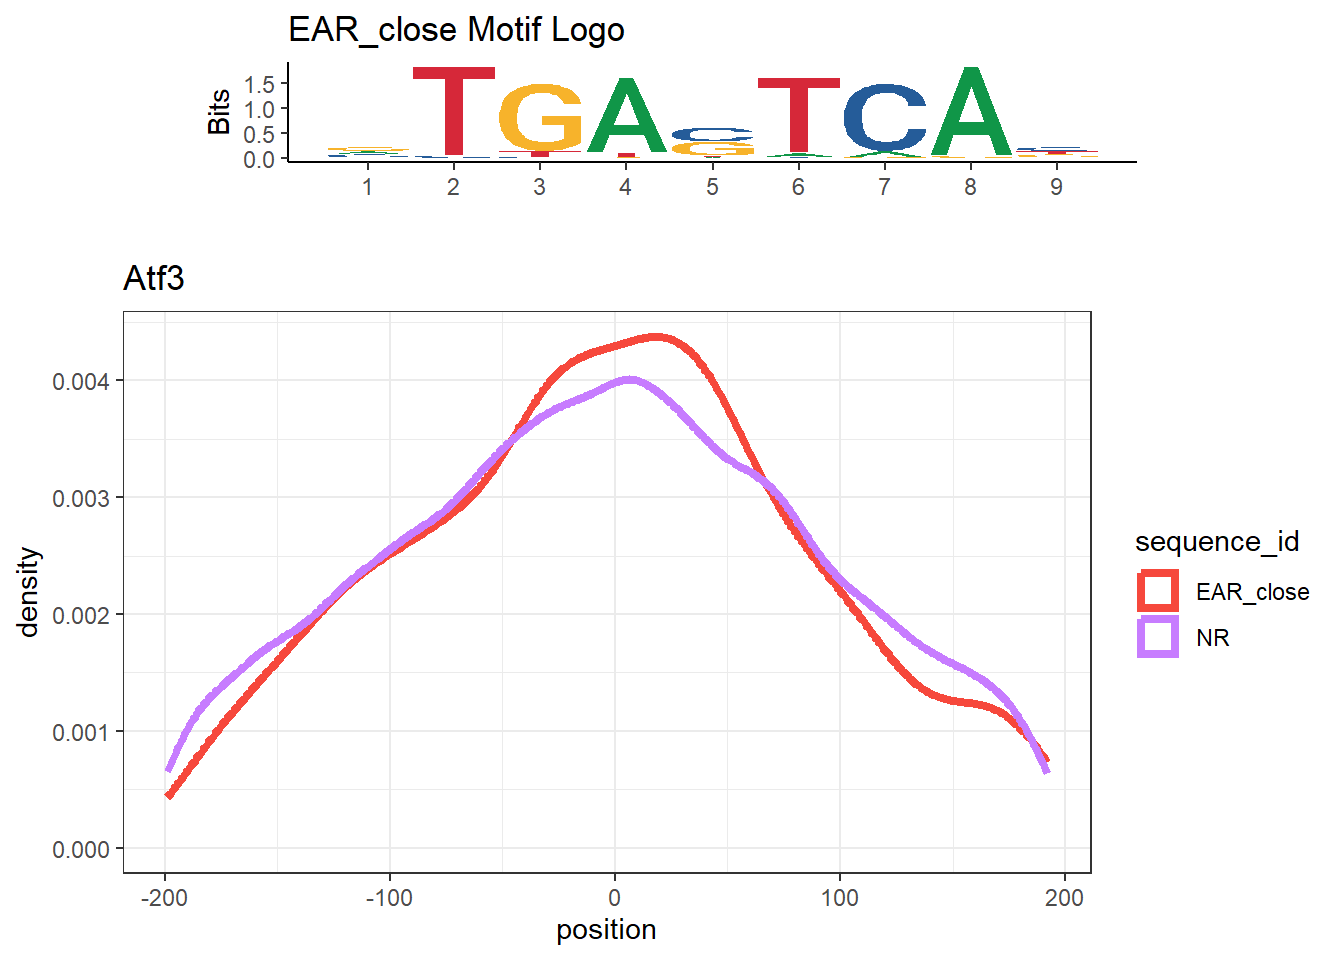 EAR_close Motif Logo
Bits
1.5
1.0
0.5
0.0
TGACTCA
G
1 2 3 4 5 6 7 8 9
Atf3
density
0.004
0.003
0.002
0.001
0.000
-200 -100 0 100 200
position
sequence_id
EAR_close
NR